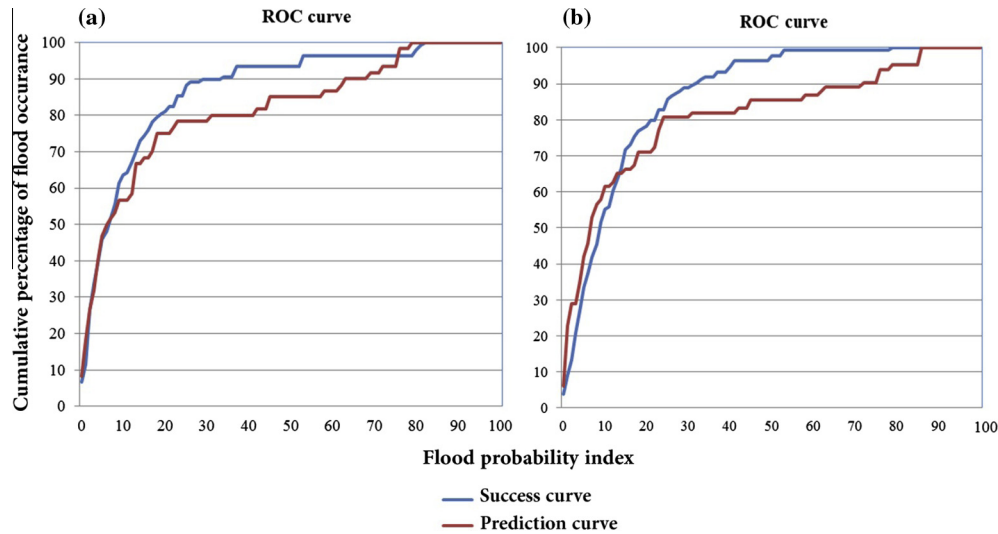 (a)
ROC curve
(b)
ROC curve
Cumulative percentage of flood occurance
100
90
80
70
60
50
40
30
20
10
0
0 10 20 30 40 50 60 70 80 90 100
100
90
80
70
60
50
40
30
20
10
0
0 10 20 30 40 50 60 70 80 90 100
Flood probability index
Success curve
Prediction curve